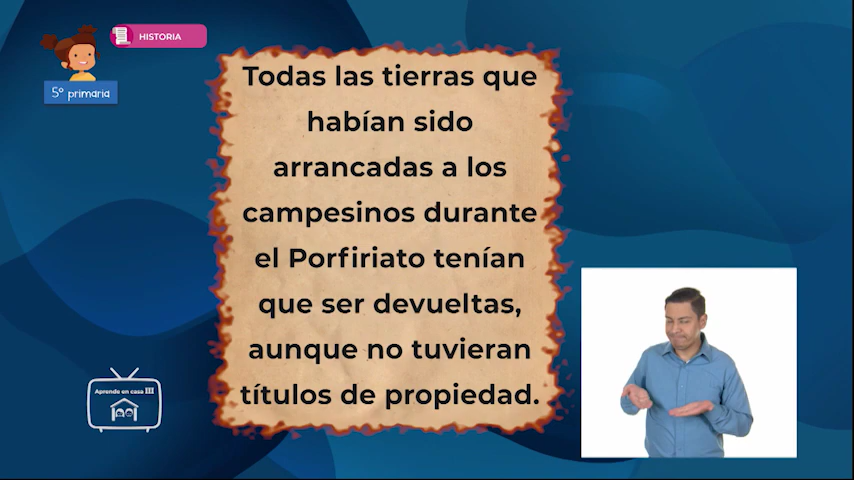 HISTORIA
5° primaria
Todas las tierras que
habían sido
arrancadas a los
campesinos durante
el Porfiriato tenían
que ser devueltas,
aunque no tuvieran
títulos de propiedad.
Aprende en casa III